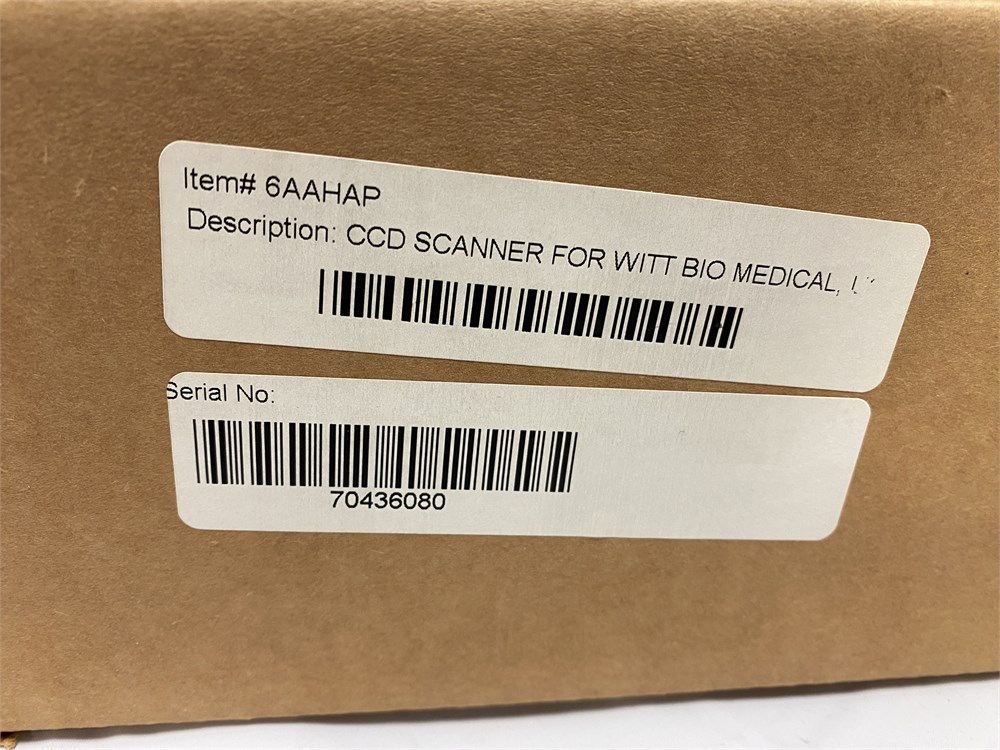 Item# 6AAHAP
Description: CCD SCANNER FOR WITT BIO MEDICAL,
Serial No:
70436080